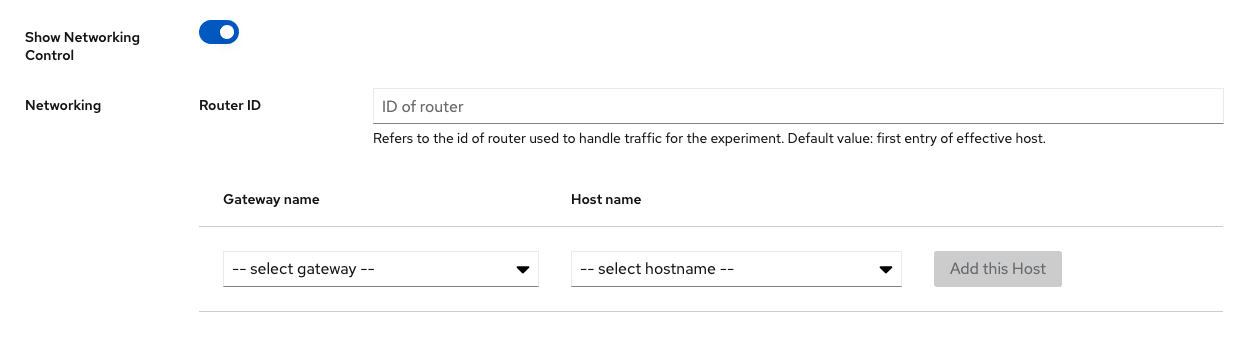 Show Networking
Control
Networking
Router ID
ID of router
Refers to the id of router used to handle traffic for the experiment. Default value: first entry of effective host.
Gateway name
Host name
-- select gateway --
-- select hostname --
Add this Host